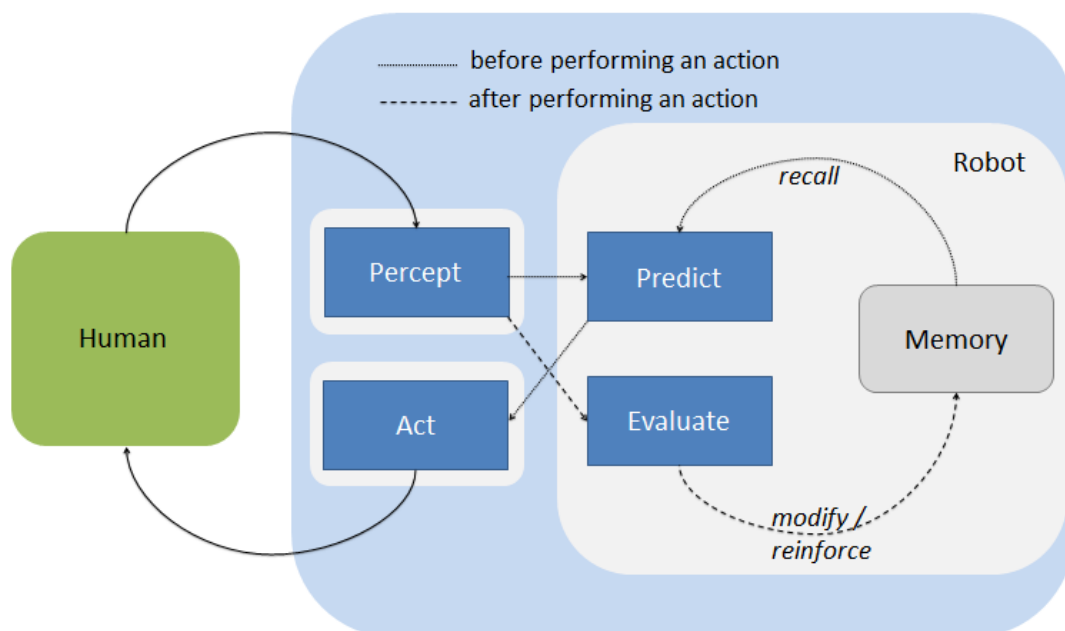 before performing an action
after performing an action
Robot
recall
Percept
Predict
Human
Memory
Act
Evaluate
modify /
reinforce